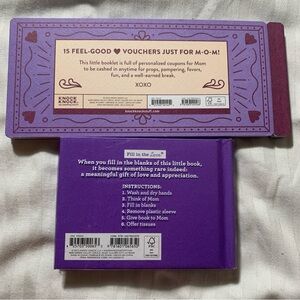 15 FEEL-GOOD ♥ VOUCHERS JUST FOR M•O•M!
This little booklet is full of personalized coupons for Mom
to be cashed in anytime for props, pampering, favors,
fun, and a well-earned break.
XOXO
KNOCK
KNOCK
knockknockstuff.com
Fill in the Love®
When you fill in the blanks of this little book,
it becomes something rare indeed:
a meaningful gift of love and appreciation.
INSTRUCTIONS:
1. Wash and dry hands
2. Think of Mom
3. Fill in blanks
4. Remove plastic sleeve
5. Give book to Mom
6. Offer tissues